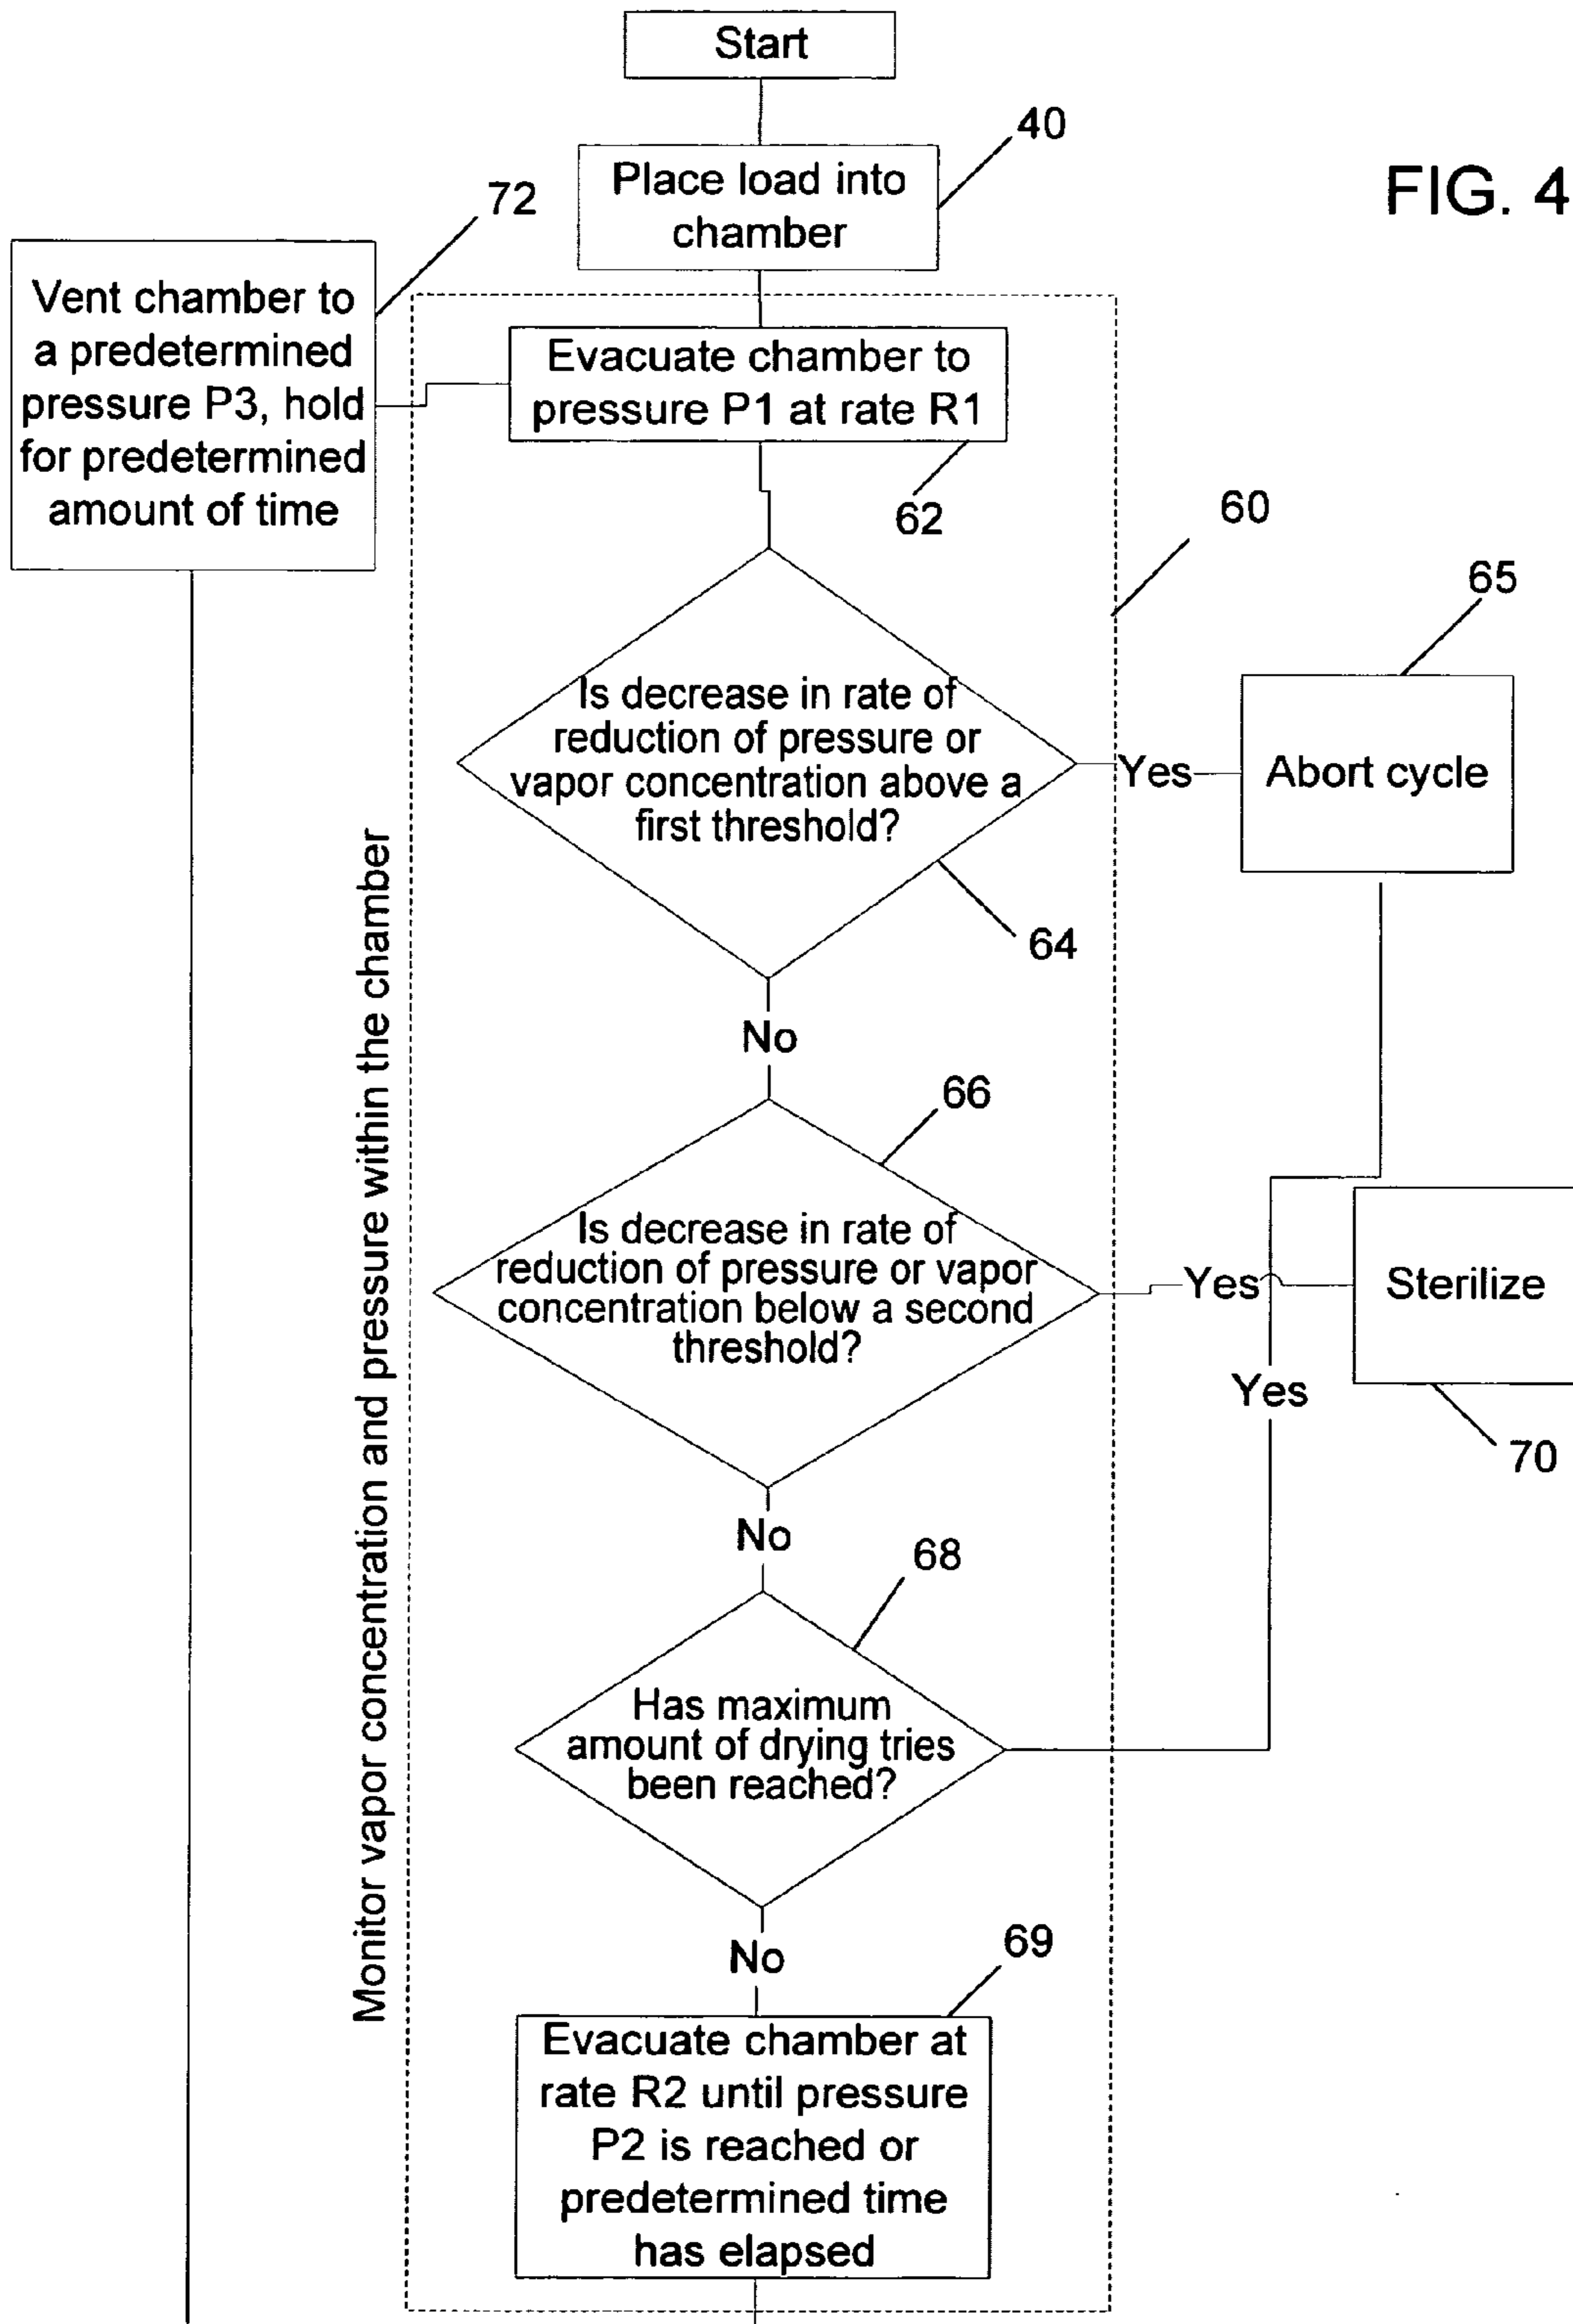 Start
40
Place load into
chamber
FIG. 4
72
Vent chamber to
a predetermined
pressure P3, hold
for predetermined
amount of time
Evacuate chamber to
pressure P1 at rate R1
62
60
65
Is decrease in rate of
reduction of pressure or
vapor concentration above a
first threshold?
Yes
Abort cycle
64
No
Monitor vapor concentration and pressure within the chamber
66
Is decrease in rate of
reduction of pressure or vapor
concentration below a second
threshold?
Yes
Sterilize
Yes
70
No
68
Has maximum
amount of drying tries
been reached?
No
69
Evacuate chamber at
rate R2 until pressure
P2 is reached or
predetermined time
has elapsed